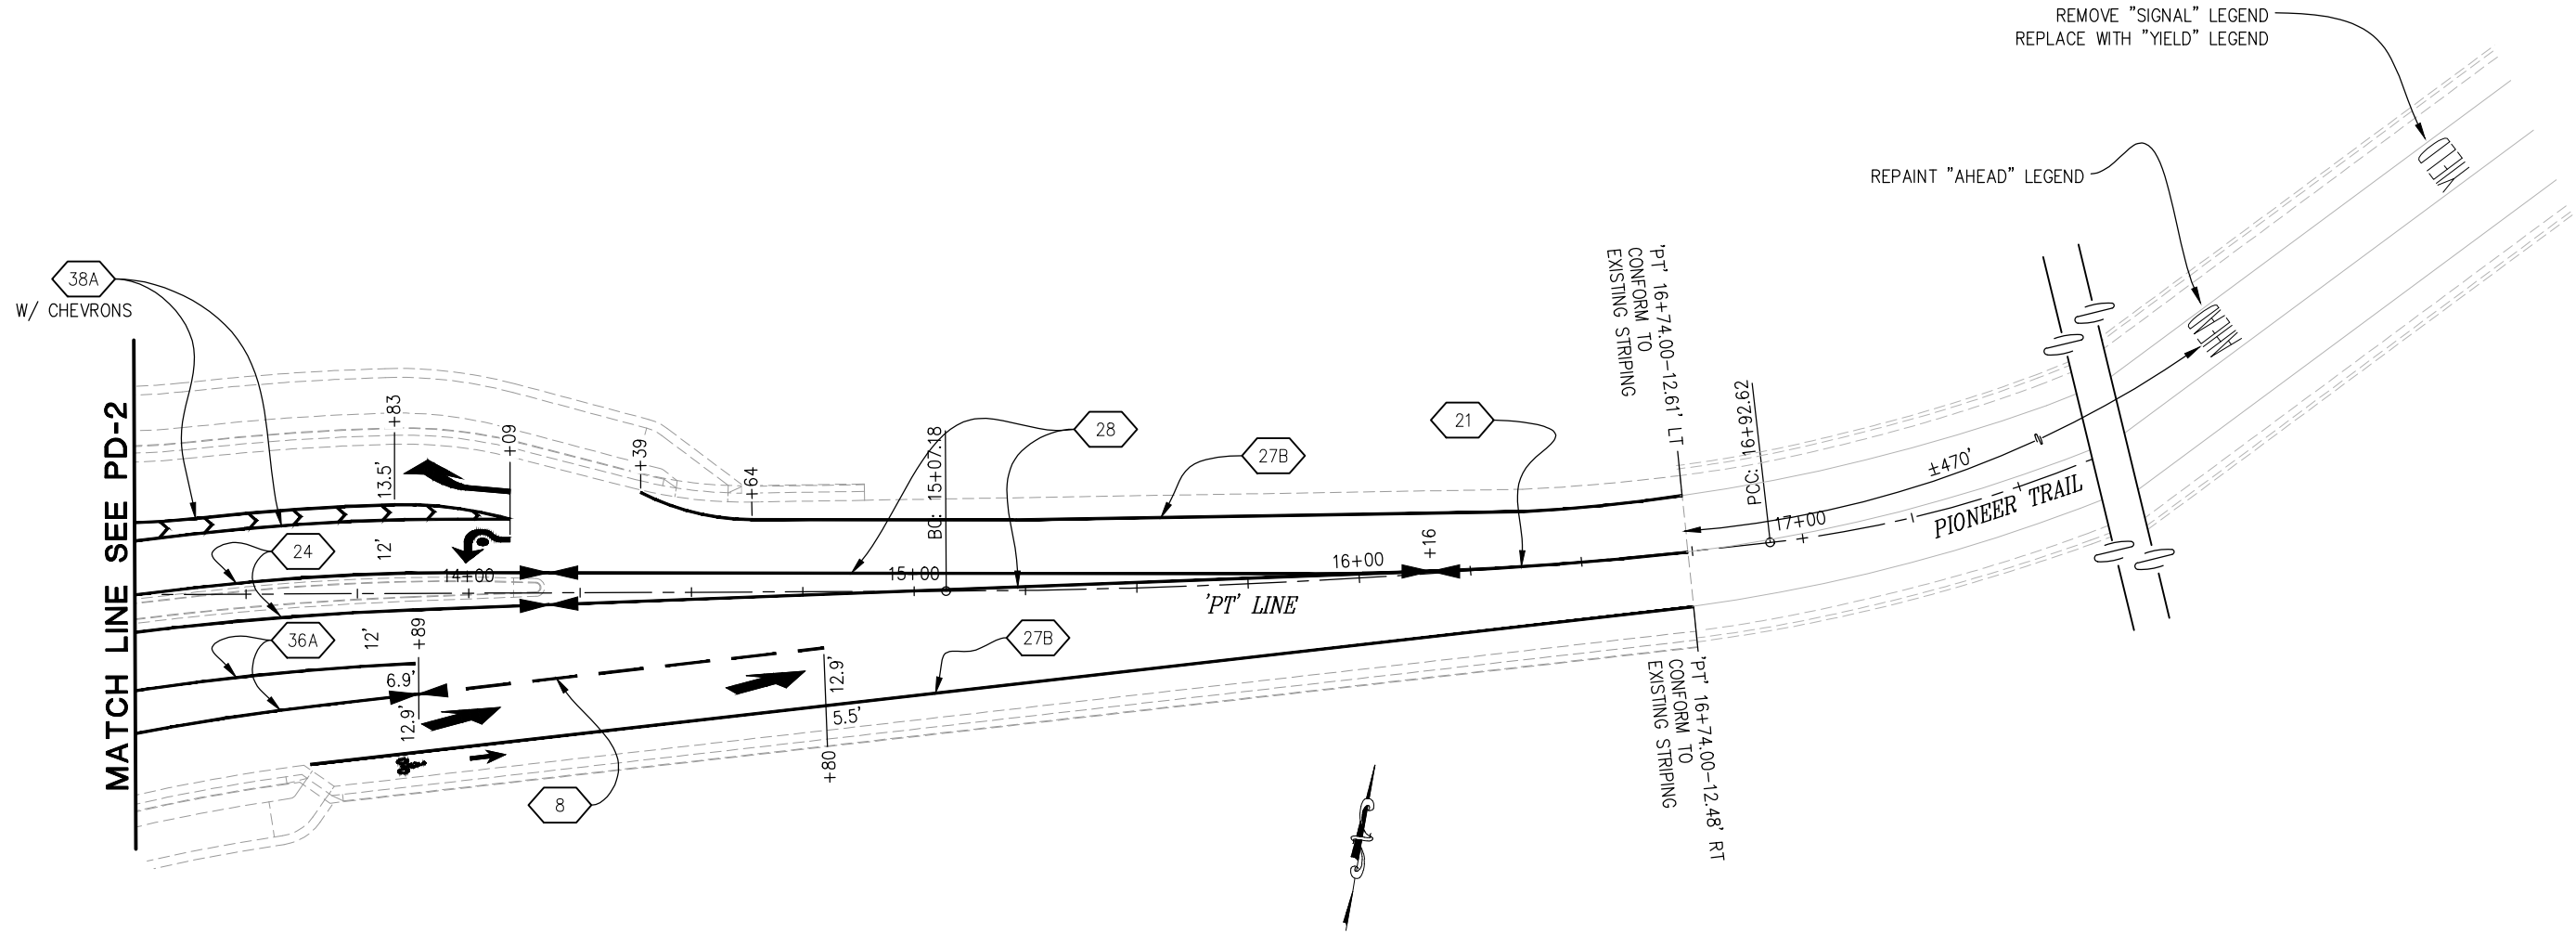 REMOVE "SIGNAL" LEGEND
REPLACE WITH "YIELD" LEGEND
YIELD
REPAINT "AHEAD" LEGEND
AHEAD
38A
W/ CHEVRONS
MATCH LINE SEE PD-2
+83
13.5'
+09
+39
+64
BC: 15+07.18
28
27B
21
'PT' 16+74.00-12.61' LT
CONFORM TO
EXISTING STRIPING
PCC: 16+92.62
±470'
17+00
PIONEER TRAIL
24
12'
14+00
15+00
16+00
+16
'PT' LINE
36A
12'
+89
6.9'
12.9'
27B
12.9'
5.5'
+80
8
'PT' 16+74.00-12.48' RT
CONFORM TO
EXISTING STRIPING